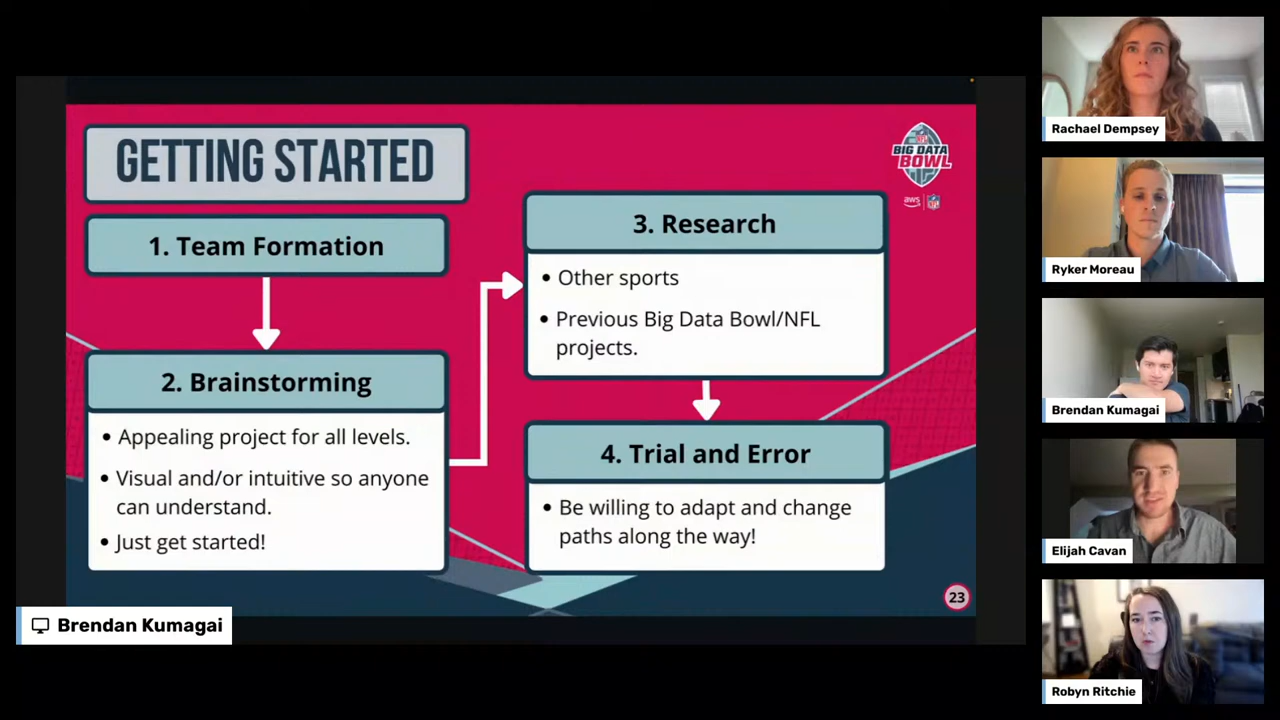 GETTING STARTED
1. Team Formation
2. Brainstorming
• Appealing project for all levels.
• Visual and/or intuitive so anyone
can understand.
• Just get started!
3. Research
• Other sports
• Previous Big Data Bowl/NFL
projects.
4. Trial and Error
• Be willing to adapt and change
paths along the way!
BIG DATA
BOWL
aws
NFL
23
Brendan Kumagai
Rachael Dempsey
Ryker Moreau
Brendan Kumagai
Elijah Cavan
Robyn Ritchie